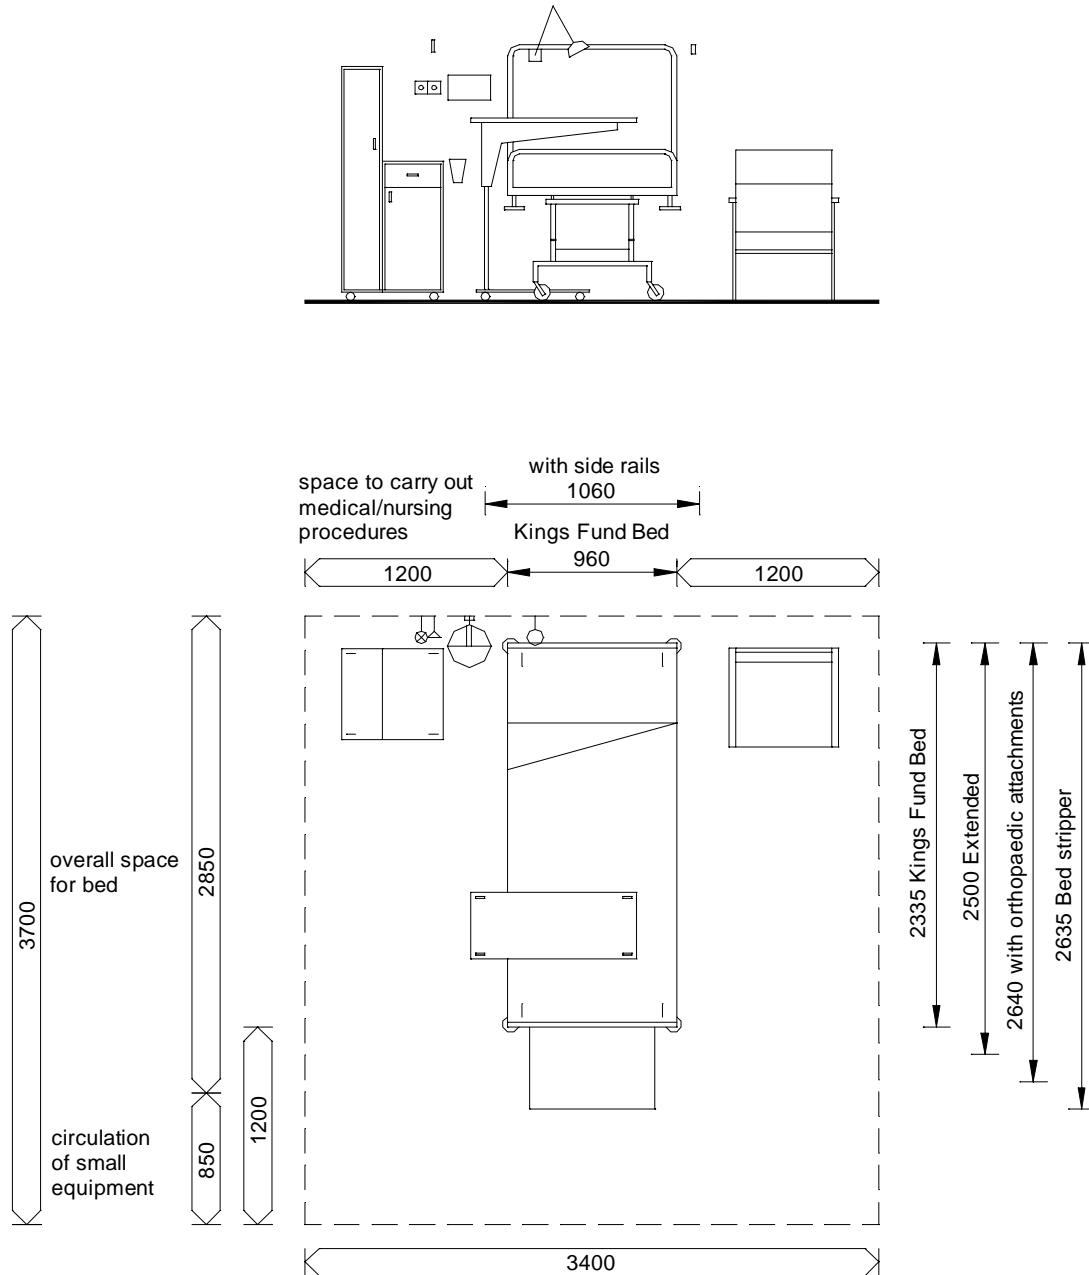 with side rails
1060
space to carry out
medical/nursing
procedures
Kings Fund Bed
1200
960
1200
3700
overall space
for bed
2850
circulation
of small
equipment
850
1200
2335 Kings Fund Bed
2500 Extended
2640 with orthopaedic attachments
2635 Bed stripper
3400